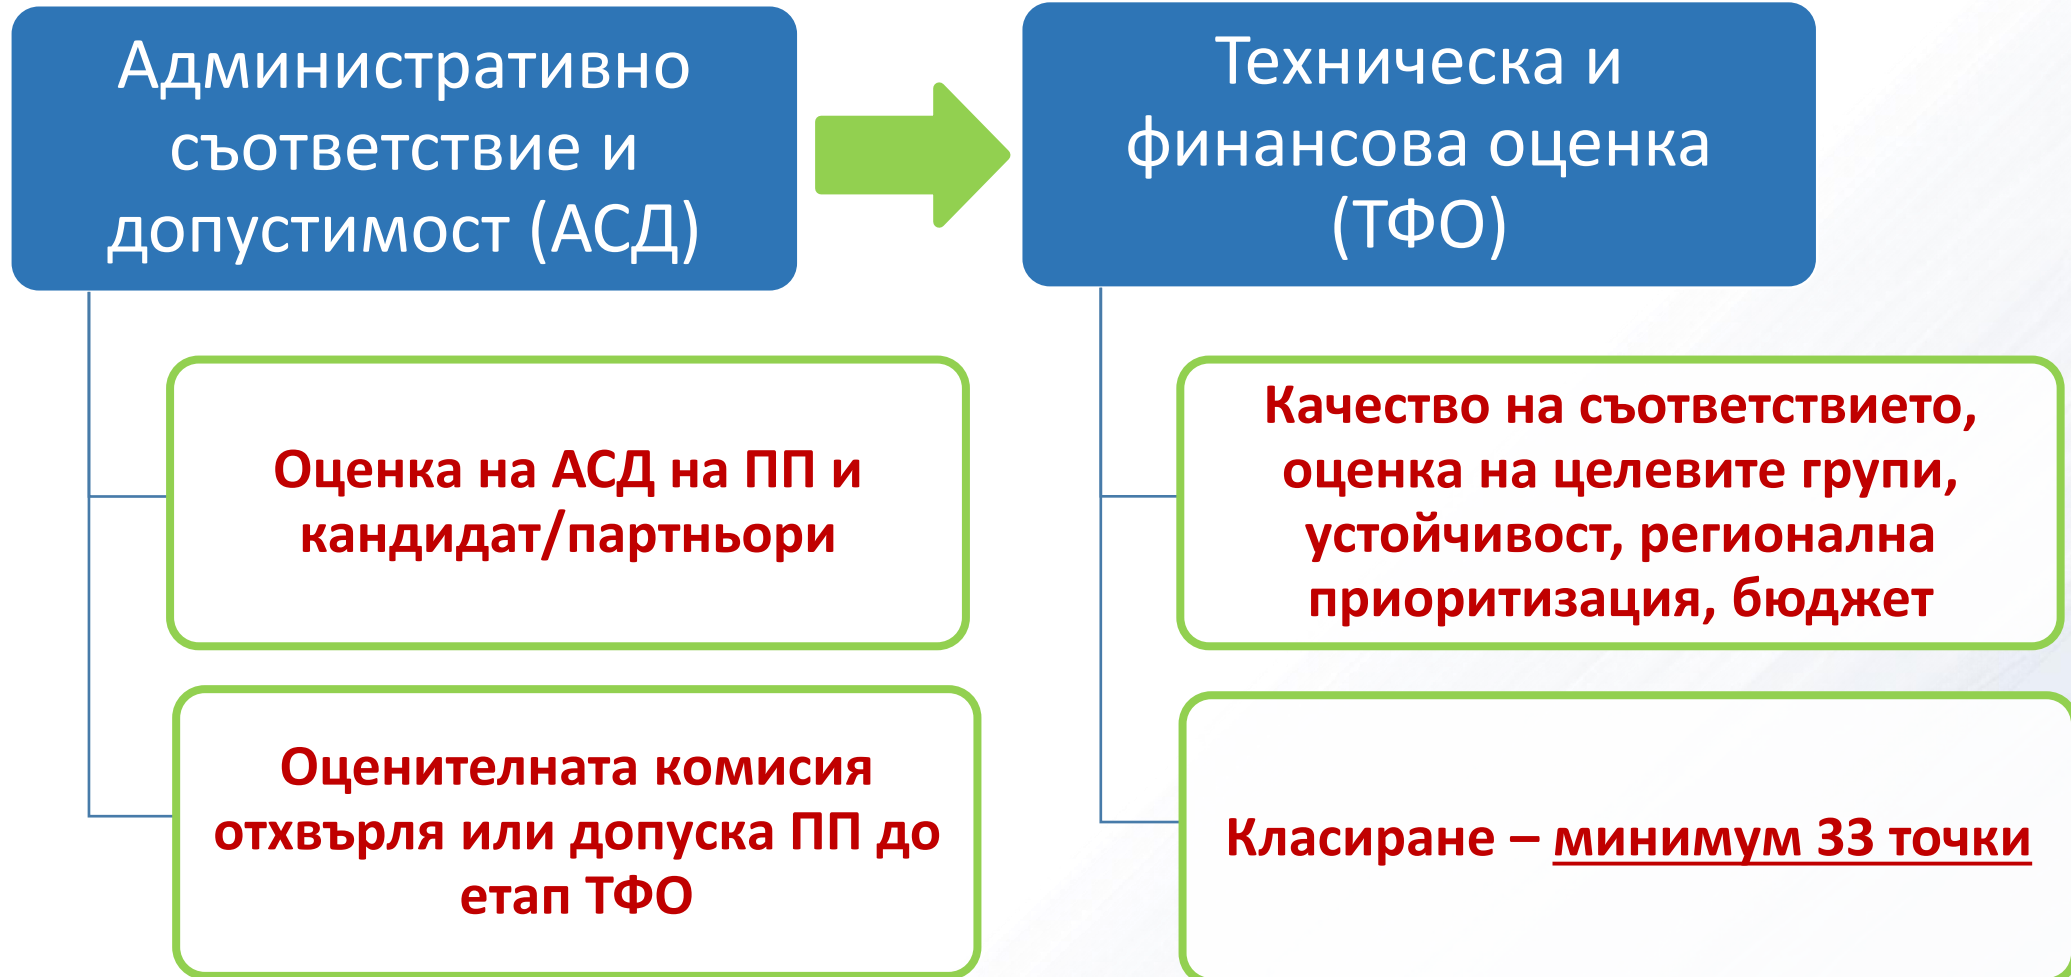 Административно
съответствие и
допустимост (АСД)
Оценка на АСД на ПП и
кандидат/партньори
Оценителната комисия
отхвърля или допуска ПП до
етап ТФО
Техническа и
финансова оценка
(ТФО)
Качество на съответствието,
оценка на целевите групи,
устойчивост, регионална
приоритизация, бюджет
Класиране – минимум 33 точки